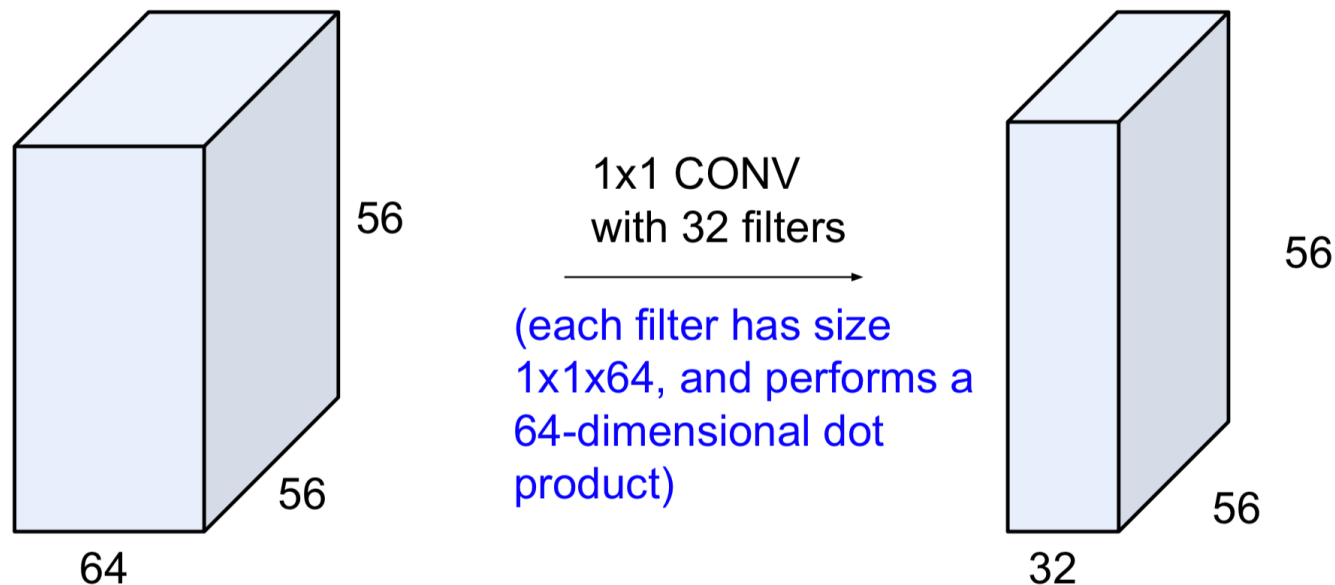 56
56
64
1x1 CONV
with 32 filters
(each filter has size
1x1x64, and performs a
64-dimensional dot
product)
56
56
32